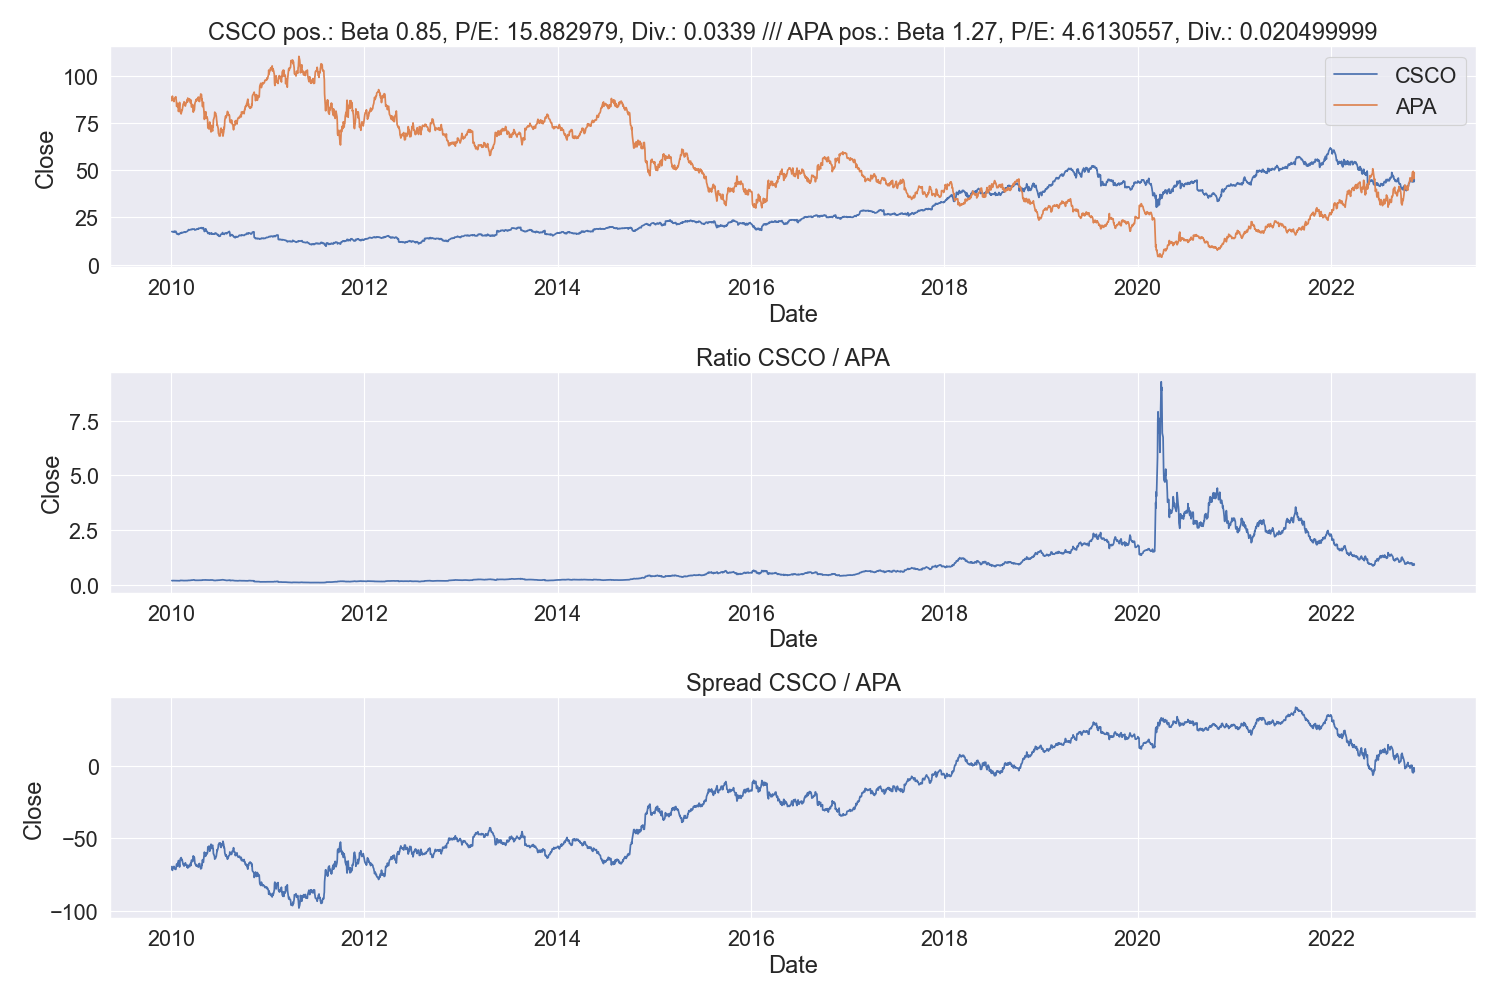 CSCO pos.: Beta 0.85, P/E: 15.882979, Div.: 0.0339 /// APA pos.: Beta 1.27, P/E: 4.6130557, Div.: 0.020499999
CSCO
APA
Close
100
75
50
25
0
2010 2012 2014 2016 2018 2020 2022
Date
Ratio CSCO / APA
Close
7.5
5.0
2.5
0.0
2010 2012 2014 2016 2018 2020 2022
Date
Spread CSCO / APA
Close
0
−50
−100
2010 2012 2014 2016 2018 2020 2022
Date